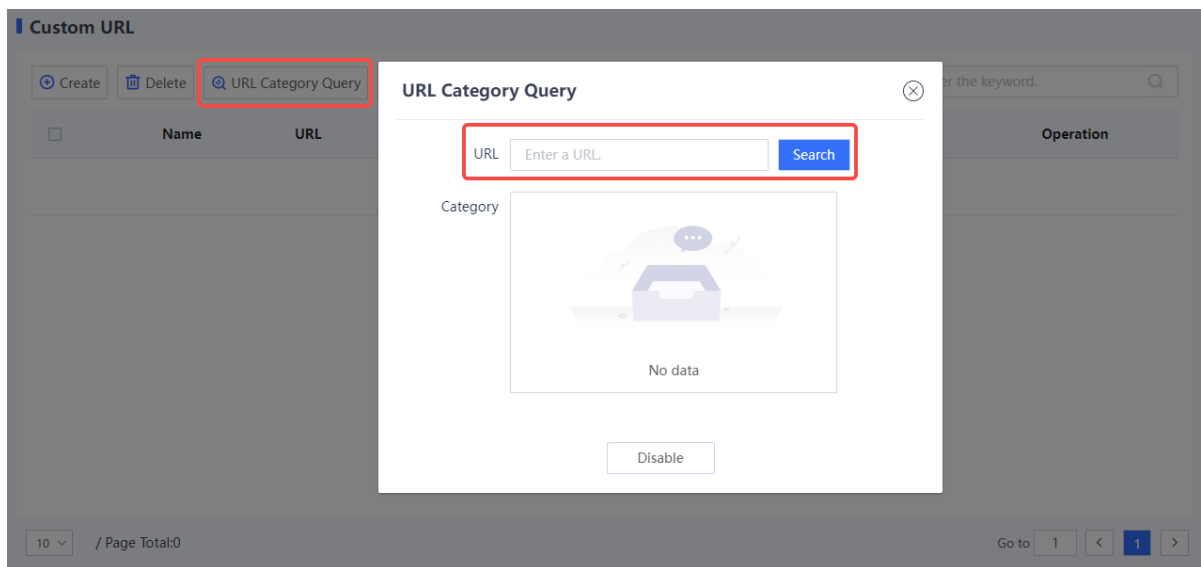 Custom URL
Create Delete URL Category Query er the keyword.
Name URL Operation
URL Category Query
URL Enter a URL. Search
Category
No data
Disable
10 / Page Total:0 Go to 1 < 1 >